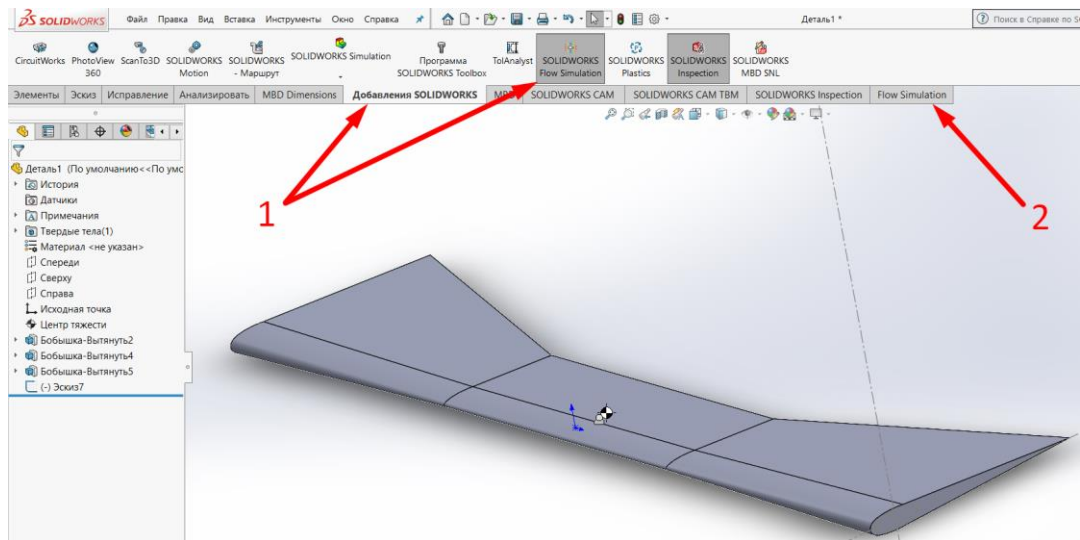 SOLIDWORKS Файл Правка Вид Вставка Инструменты Окно Справка Деталь1 * Поиск в Справке по
CircuitWorks PhotoView 360 ScanTo3D SOLIDWORKS Motion SOLIDWORKS - Маршрут SOLIDWORKS Simulation Программа SOLIDWORKS Toolbox TolAnalyst SOLIDWORKS Flow Simulation SOLIDWORKS Plastics SOLIDWORKS Inspection SOLIDWORKS MBD SNL
Элементы Эскиз Исправление Анализировать MBD Dimensions Добавления SOLIDWORKS SOLIDWORKS CAM SOLIDWORKS CAM TBM SOLIDWORKS Inspection Flow Simulation
1
2
Деталь1 (По умолчанию<<По умо
История
Датчики
Примечания
Твердые тела(1)
Материал <не указан>
Спереди
Сверху
Справа
Исходная точка
Центр тяжести
Бобышка-Вытянуть2
Бобышка-Вытянуть4
Бобышка-Вытянуть5
(-) Эскиз7